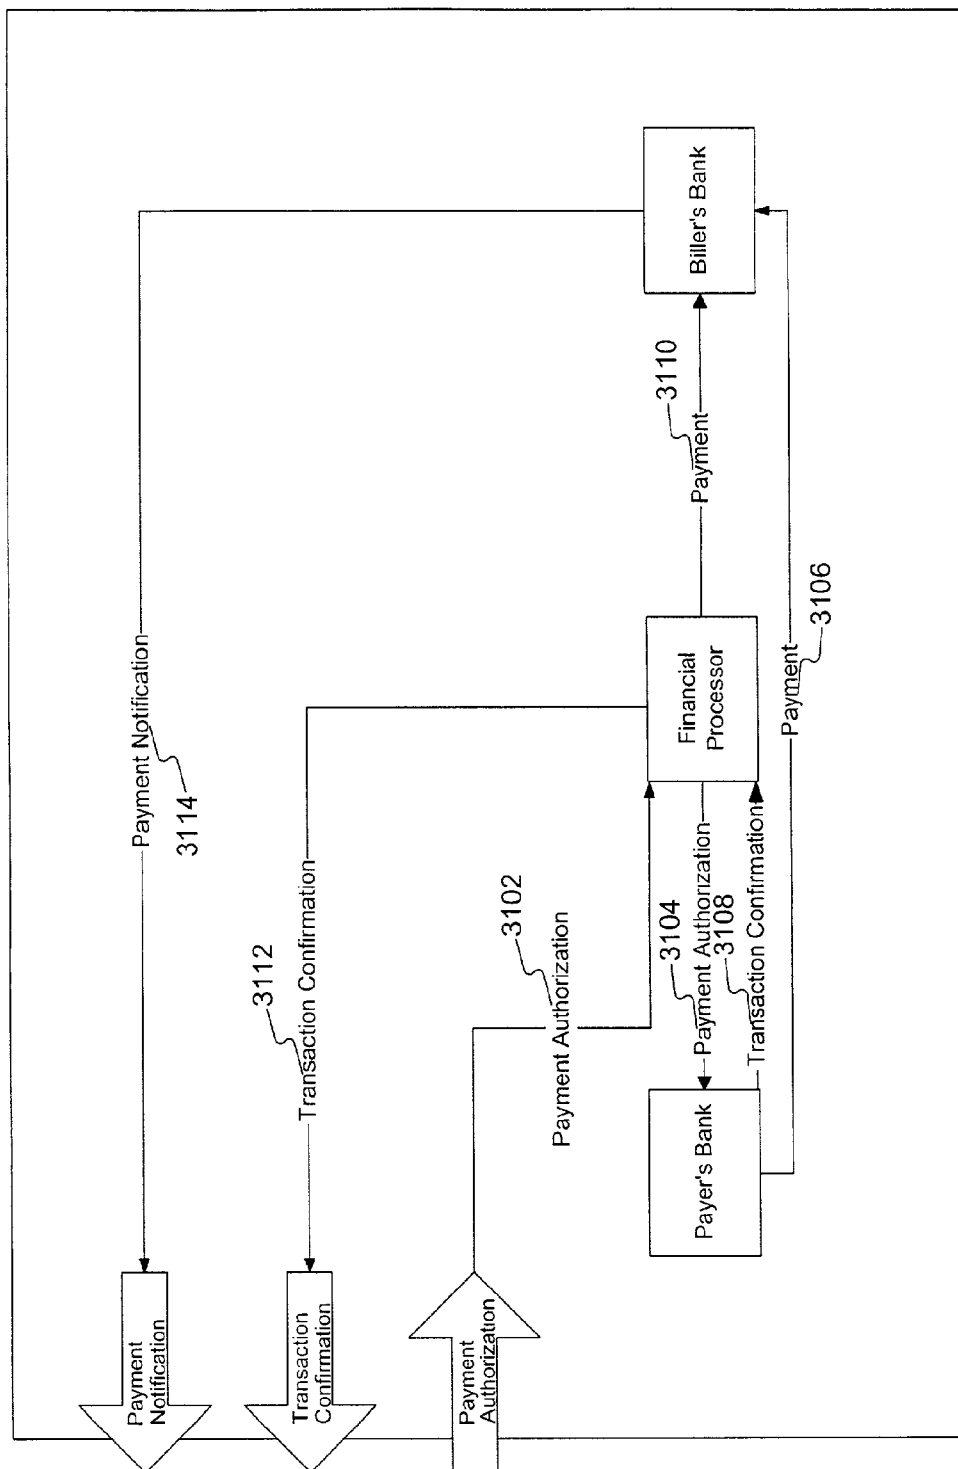 Payment
Notification
Payment Notification
3114
Transaction
Confirmation
Transaction Confirmation
3112
Payment
Authorization
Payment Authorization
3102
Payer's Bank
Payment Authorization
3104
Transaction Confirmation
3108
Financial
Processor
Payment
3110
Biller's Bank
Payment
3106